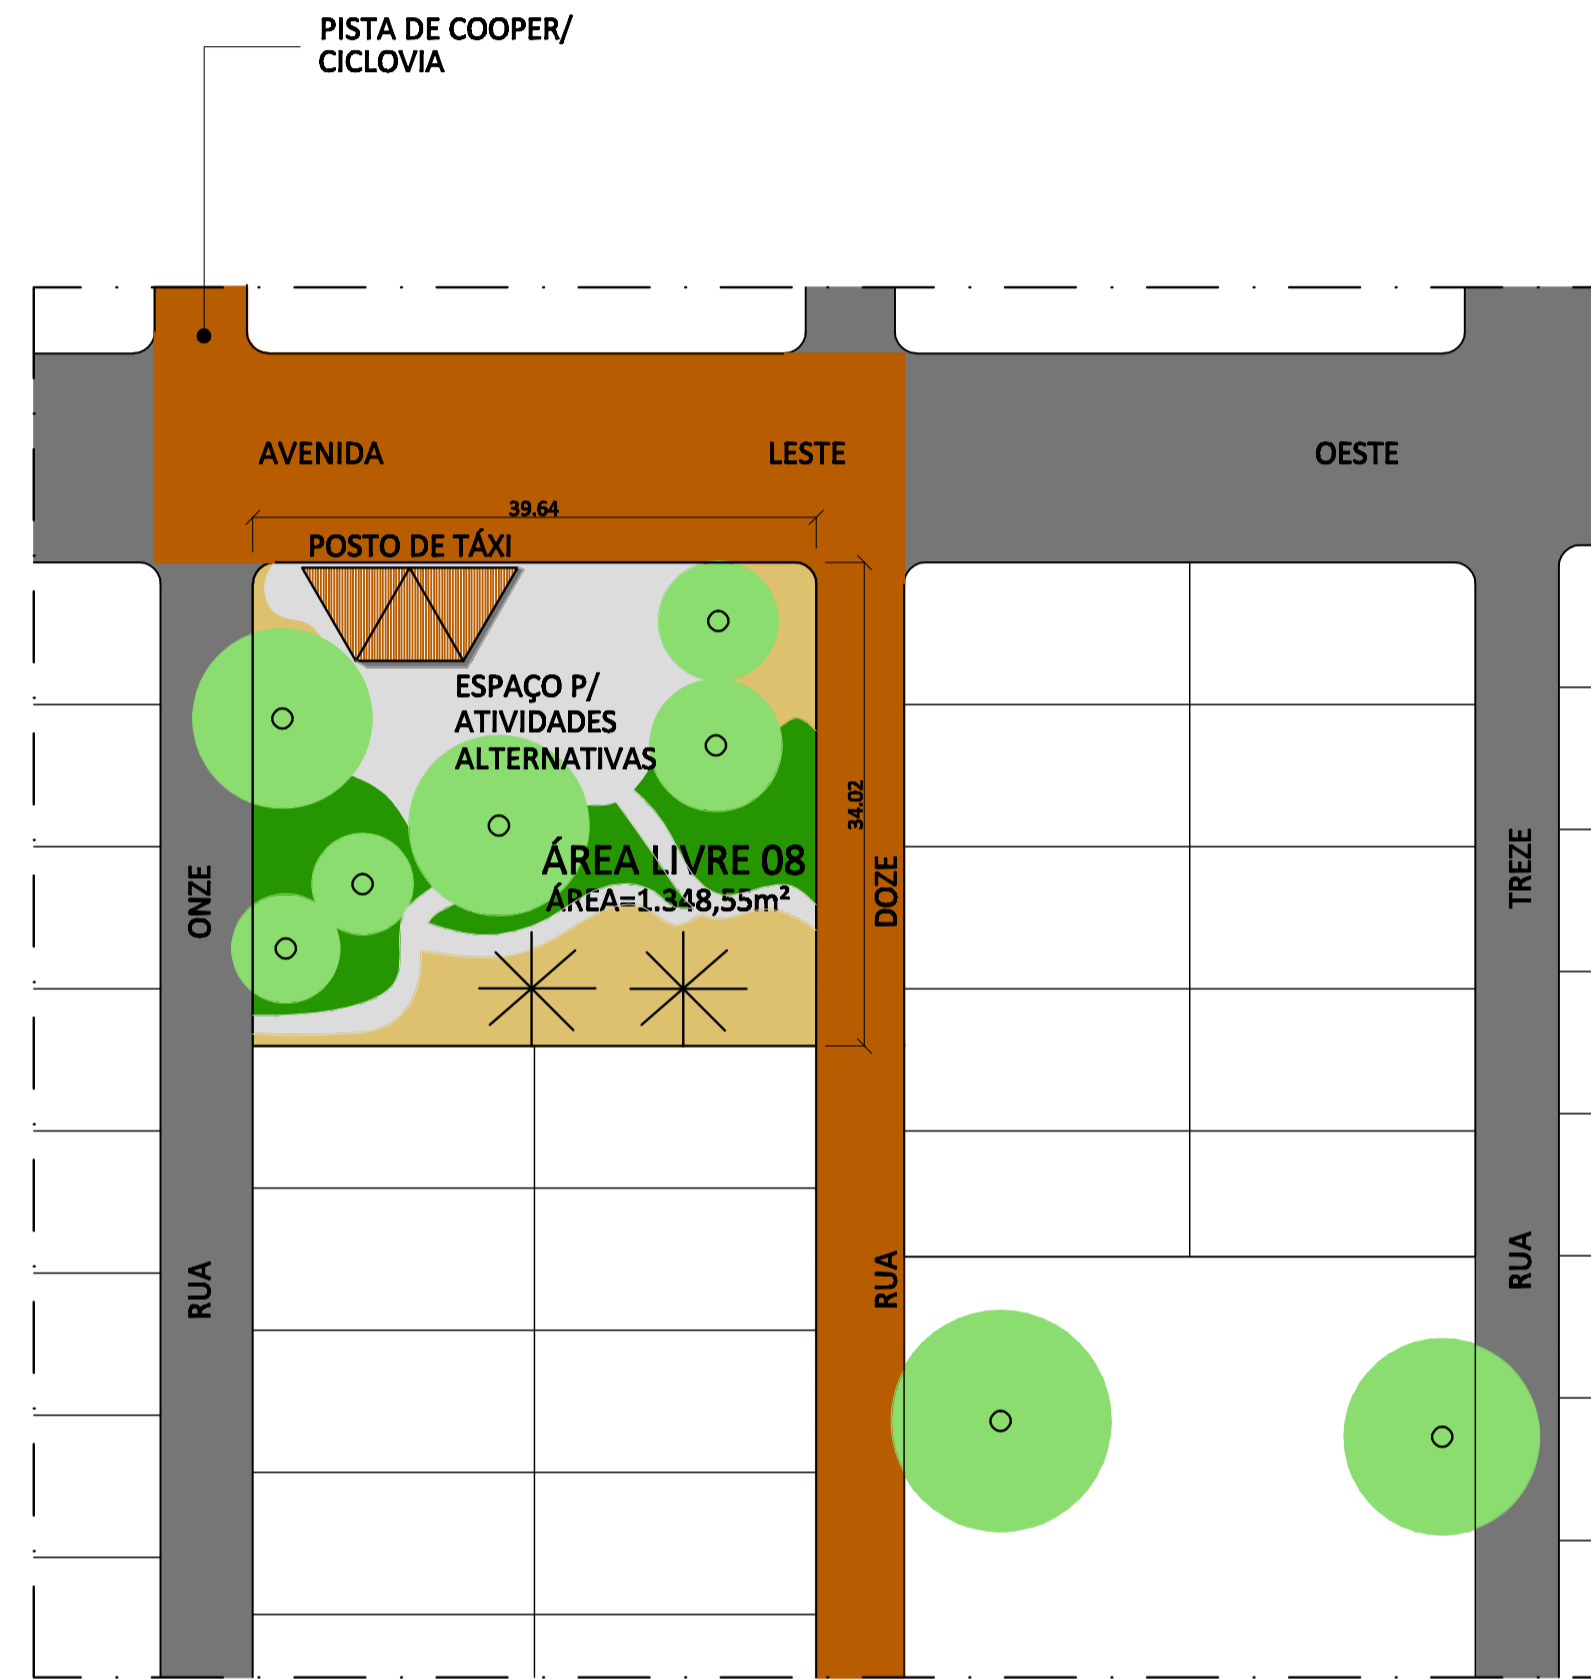 PISTA DE COOPER/
CICLOVIA
AVENIDA LESTE OESTE
39.64
POSTO DE TÁXI
ESPAÇO P/
ATIVIDADES
ALTERNATIVAS
34.02
ÁREA LIVRE 08
ÁREA=1.348,55m²
RUA ONZE
RUA DOZE
RUA TREZE